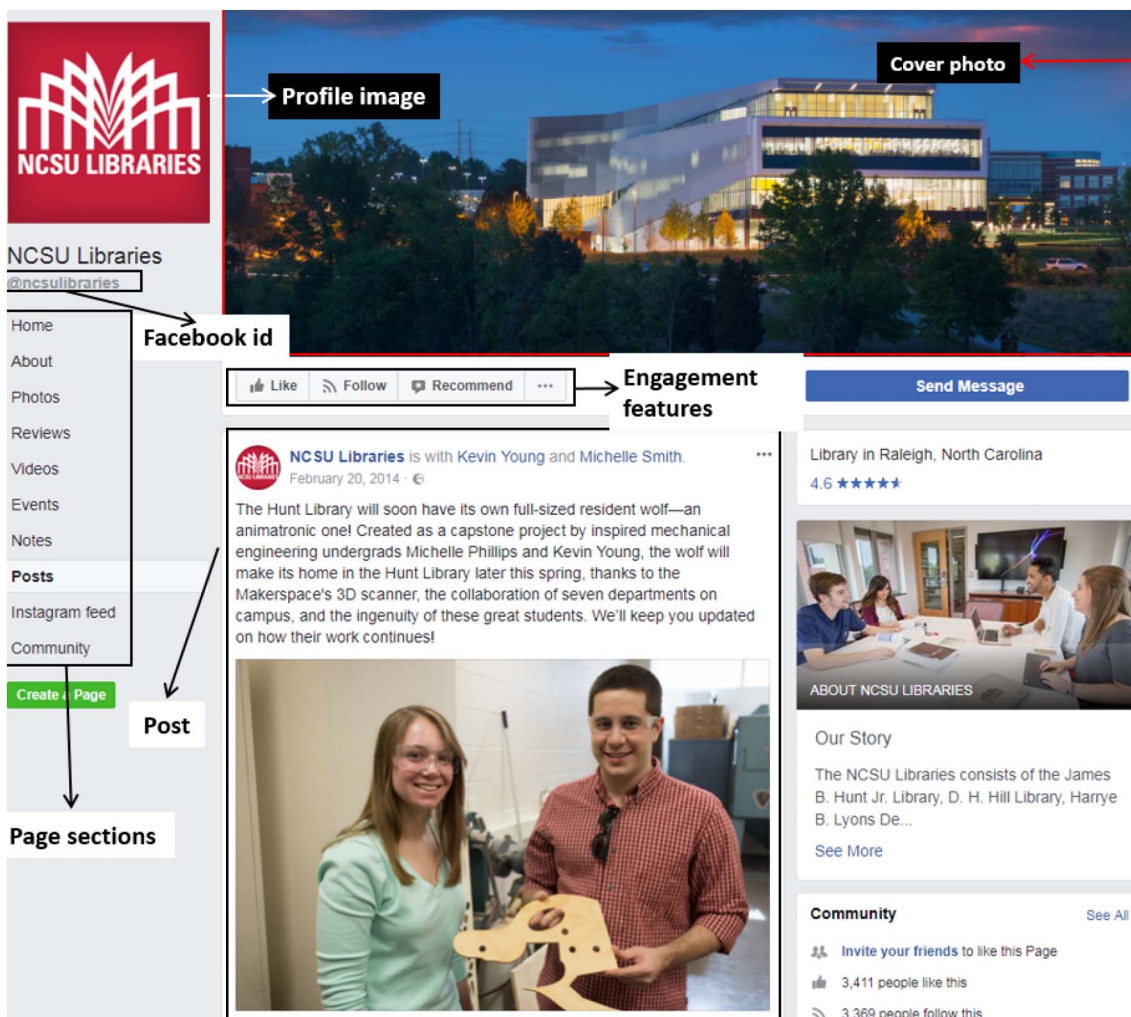 NCSU LIBRARIES
Profile image
Cover photo
NCSU Libraries
@ncsulibraries
Facebook id
Home
About
Photos
Reviews
Videos
Events
Notes
Posts
Instagram feed
Community
Create a Page
Page sections
Like Follow Recommend ...
Engagement
features
Send Message
Post
NCSU LIBRARIES
NCSU Libraries is with Kevin Young and Michelle Smith.
February 20, 2014 ·
The Hunt Library will soon have its own full-sized resident wolf—an
animatronic one! Created as a capstone project by inspired mechanical
engineering undergrads Michelle Phillips and Kevin Young, the wolf will
make its home in the Hunt Library later this spring, thanks to the
Makerspace's 3D scanner, the collaboration of seven departments on
campus, and the ingenuity of these great students. We'll keep you updated
on how their work continues!
Library in Raleigh, North Carolina
4.6 ★★★★★
ABOUT NCSU LIBRARIES
Our Story
The NCSU Libraries consists of the James
B. Hunt Jr. Library, D. H. Hill Library, Harrye
B. Lyons De...
See More
Community See All
Invite your friends to like this Page
3,411 people like this
3,369 people follow this